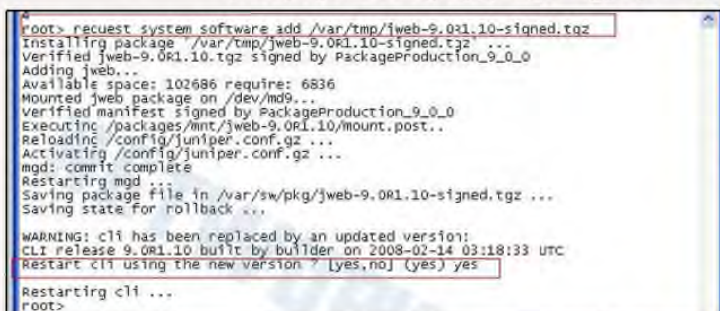 root> request system software add /var/tmp/jweb-9.0R1.10-signed.tgz
Installing package '/var/tmp/jweb-9.0R1.10-signed.tgz' ...
Verified jweb-9.0R1.10.tgz signed by PackageProduction_9_0_0
Adding jweb...
Available space: 102686 require: 6836
Mounted jweb package on /dev/md9...
Verified manifest signed by PackageProduction_9_0_0
Executing /packages/mnt/jweb-9.0R1.10/mount.post..
Reloading /config/juniper.conf.gz ...
Activating /config/juniper.conf.gz ...
mgd: commit complete
Restarting mgd ...
Saving package file in /var/sw/pkg/jweb-9.0R1.10-signed.tgz ...
Saving state for rollback ...
WARNING: cli has been replaced by an updated version:
CLI release 9.0R1.10 built by builder on 2008-02-14 03:18:33 UTC
Restart cli using the new version ? [yes,no] (yes) yes
Restarting cli ...
root>